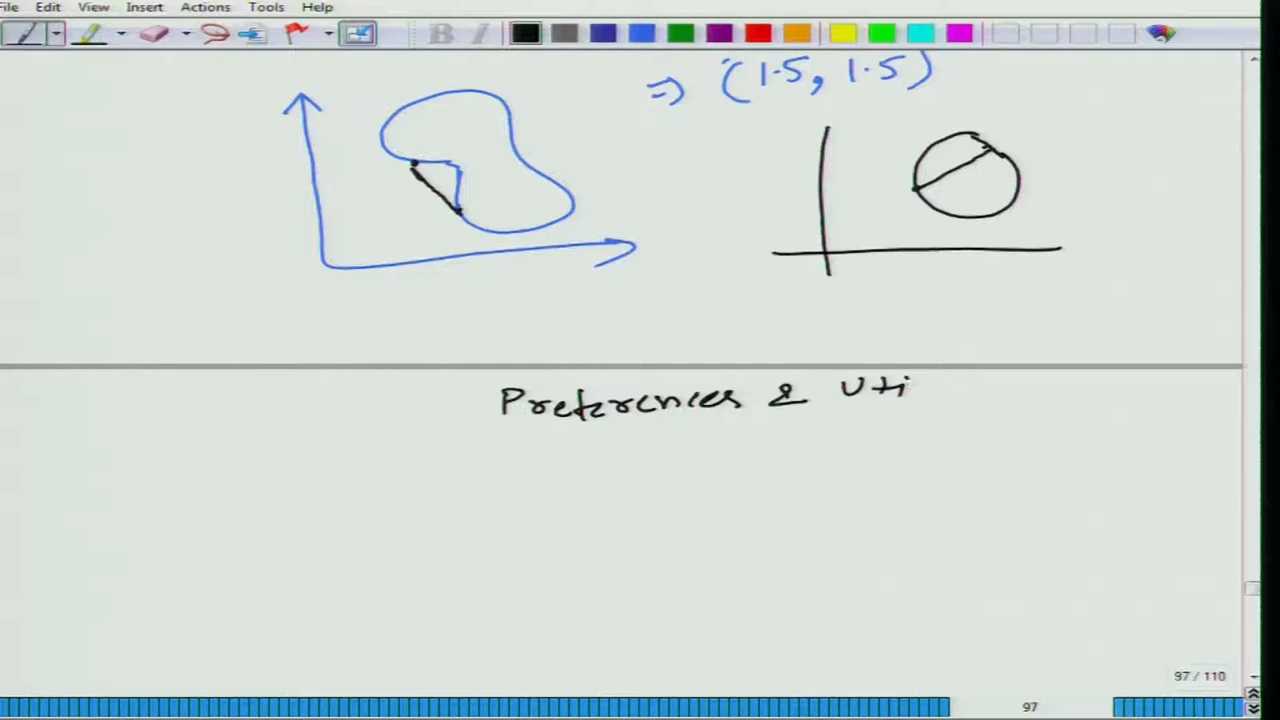 File Edit View Insert Actions Tools Help
B I
⇒ (1.5, 1.5)
Preferences & Uti
97 / 110
97